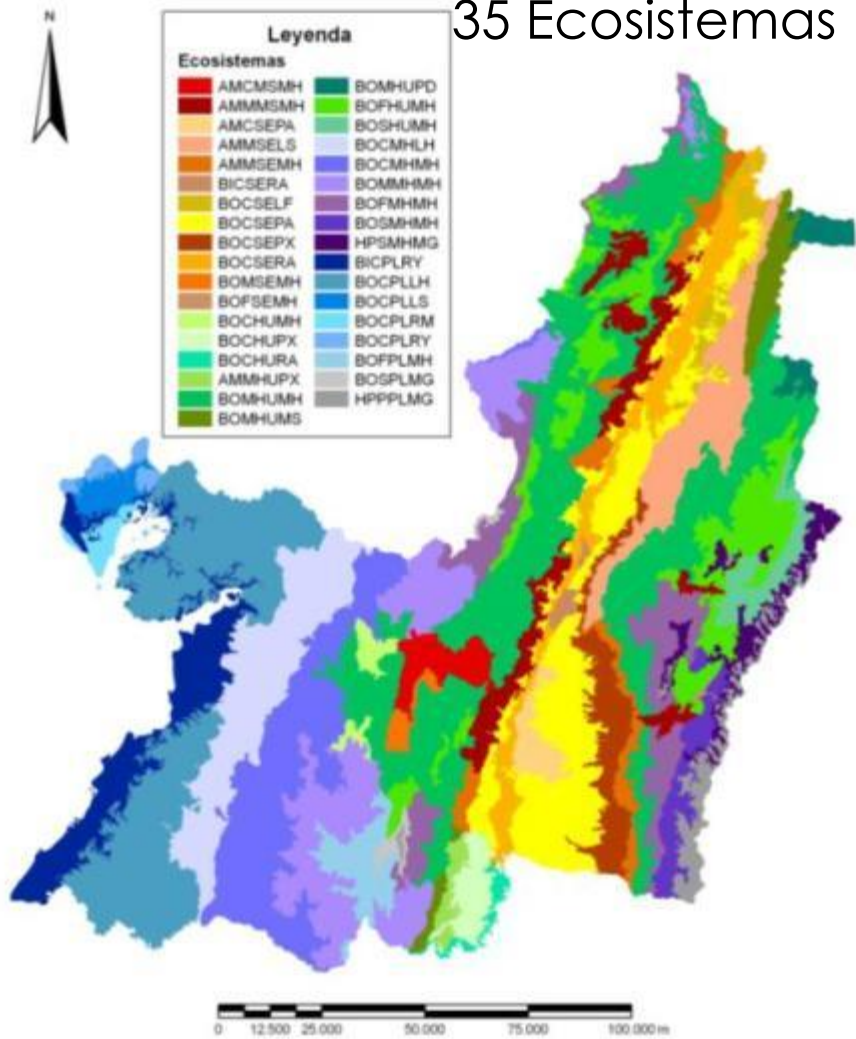 35 Ecosistemas
N
Leyenda
Ecosistemas
AMCMSMH
AMMMSMH
AMCSEPA
AMMSELS
AMMSEMH
BICSERA
BOCSELF
BOCSEPA
BOCSEPX
BOCSERA
BOMSEMH
BOFSEMH
BOCHUMH
BOCHUPX
BOCHURA
AMMHUPX
BOMHUMH
BOMHUMS
BOMHUPD
BOFHUMH
BOSHUMH
BOCMHLH
BOCMHMH
BOMMHMH
BOFMHMH
BOSMHMH
HPSMHMG
BICPLRY
BOCPLLH
BOCPLLS
BOCPLRM
BOCPLRY
BOFPLMH
BOSPLMG
HPPPLMG
0 12.500 25.000 50.000 75.000 100.000 m